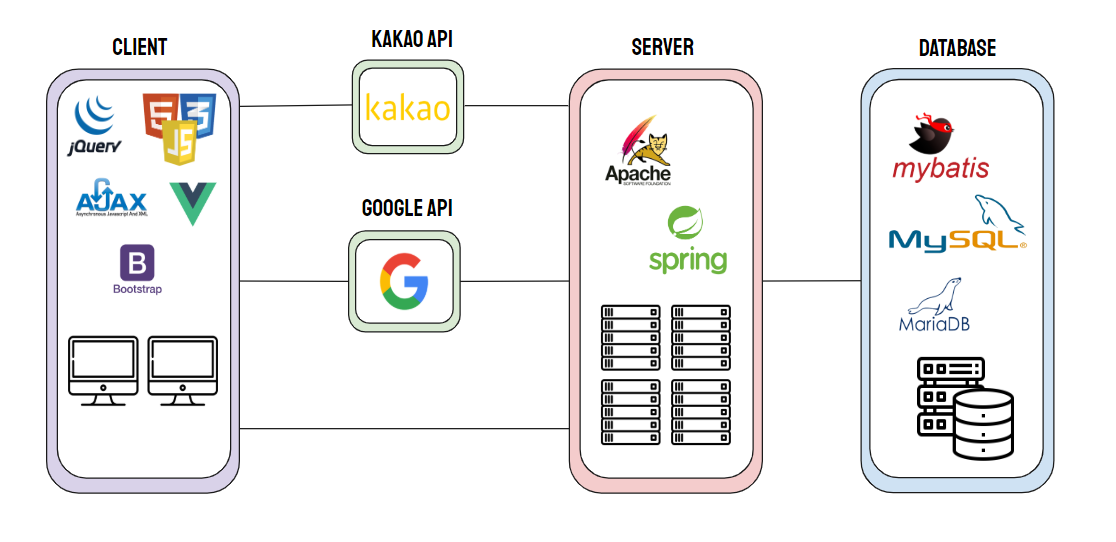 CLIENT
KAKAO API
SERVER
DATABASE
jQuery
5
3
JS
kakao
Apache
SOFTWARE FOUNDATION
mybatis
AJAX
Asynchronous Javascript And XML
GOOGLE API
G
spring
MySQL®
B
Bootstrap
MariaDB